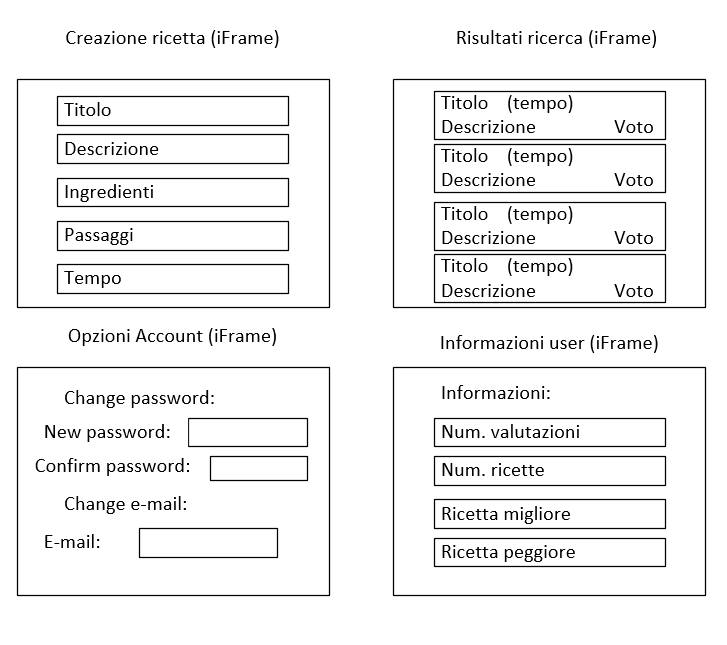 Creazione ricetta (iFrame)
Titolo
Descrizione
Ingredienti
Passaggi
Tempo
Risultati ricerca (iFrame)
Titolo (tempo)
Descrizione Voto
Titolo (tempo)
Descrizione Voto
Titolo (tempo)
Descrizione Voto
Titolo (tempo)
Descrizione Voto
Opzioni Account (iFrame)
Change password:
New password:
Confirm password:
Change e-mail:
E-mail:
Informazioni user (iFrame)
Informazioni:
Num. valutazioni
Num. ricette
Ricetta migliore
Ricetta peggiore